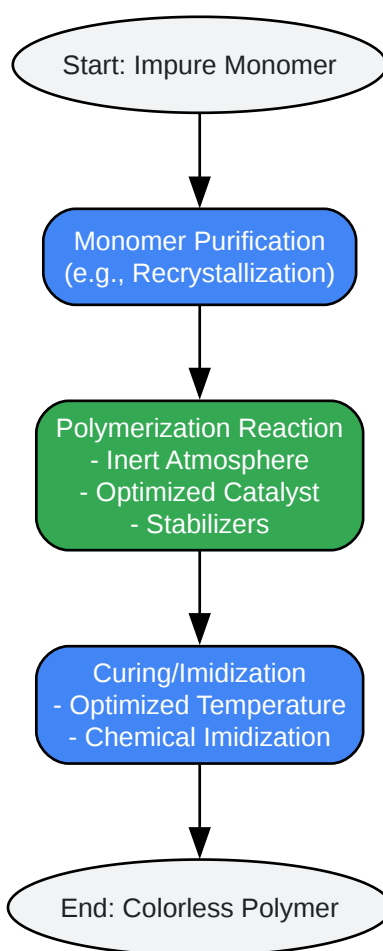 Start: Impure Monomer
Monomer Purification
(e.g., Recrystallization)
Polymerization Reaction
- Inert Atmosphere
- Optimized Catalyst
- Stabilizers
Curing/Imidization
- Optimized Temperature
- Chemical Imidization
End: Colorless Polymer